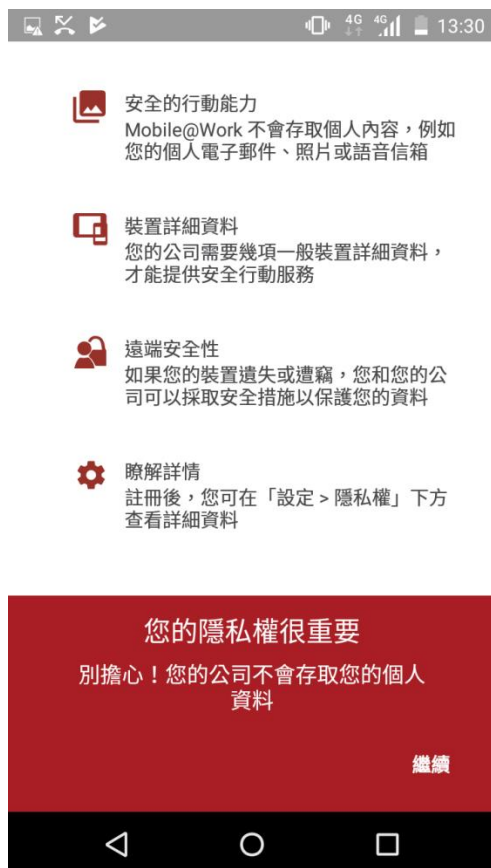 4G 4G 13:30
安全的行動能力
Mobile@Work 不會存取個人內容，例如
您的個人電子郵件、照片或語音信箱
裝置詳細資料
您的公司需要幾項一般裝置詳細資料，
才能提供安全行動服務
遠端安全性
如果您的裝置遺失或遭竊，您和您的公
司可以採取安全措施以保護您的資料
瞭解詳情
註冊後，您可在「設定 > 隱私權」下方
查看詳細資料
您的隱私權很重要
別擔心！您的公司不會存取您的個人
資料
繼續